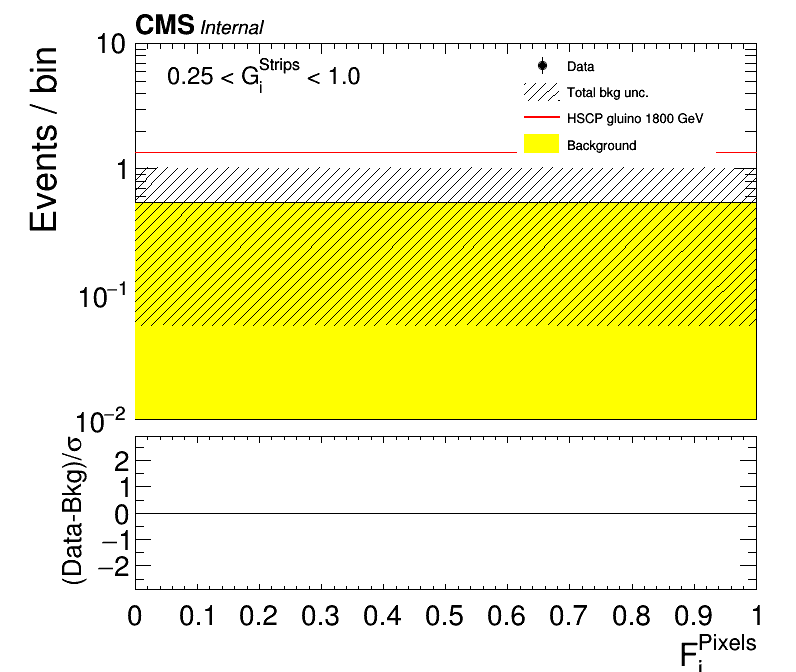 CMS Internal
Events / bin
10
1
10⁻¹
10⁻²
0.25 < G_i^Strips < 1.0
Data
Total bkg unc.
HSCP gluino 1800 GeV
Background
(Data-Bkg)/σ
2
1
0
−1
−2
0 0.1 0.2 0.3 0.4 0.5 0.6 0.7 0.8 0.9 1
F_i^Pixels